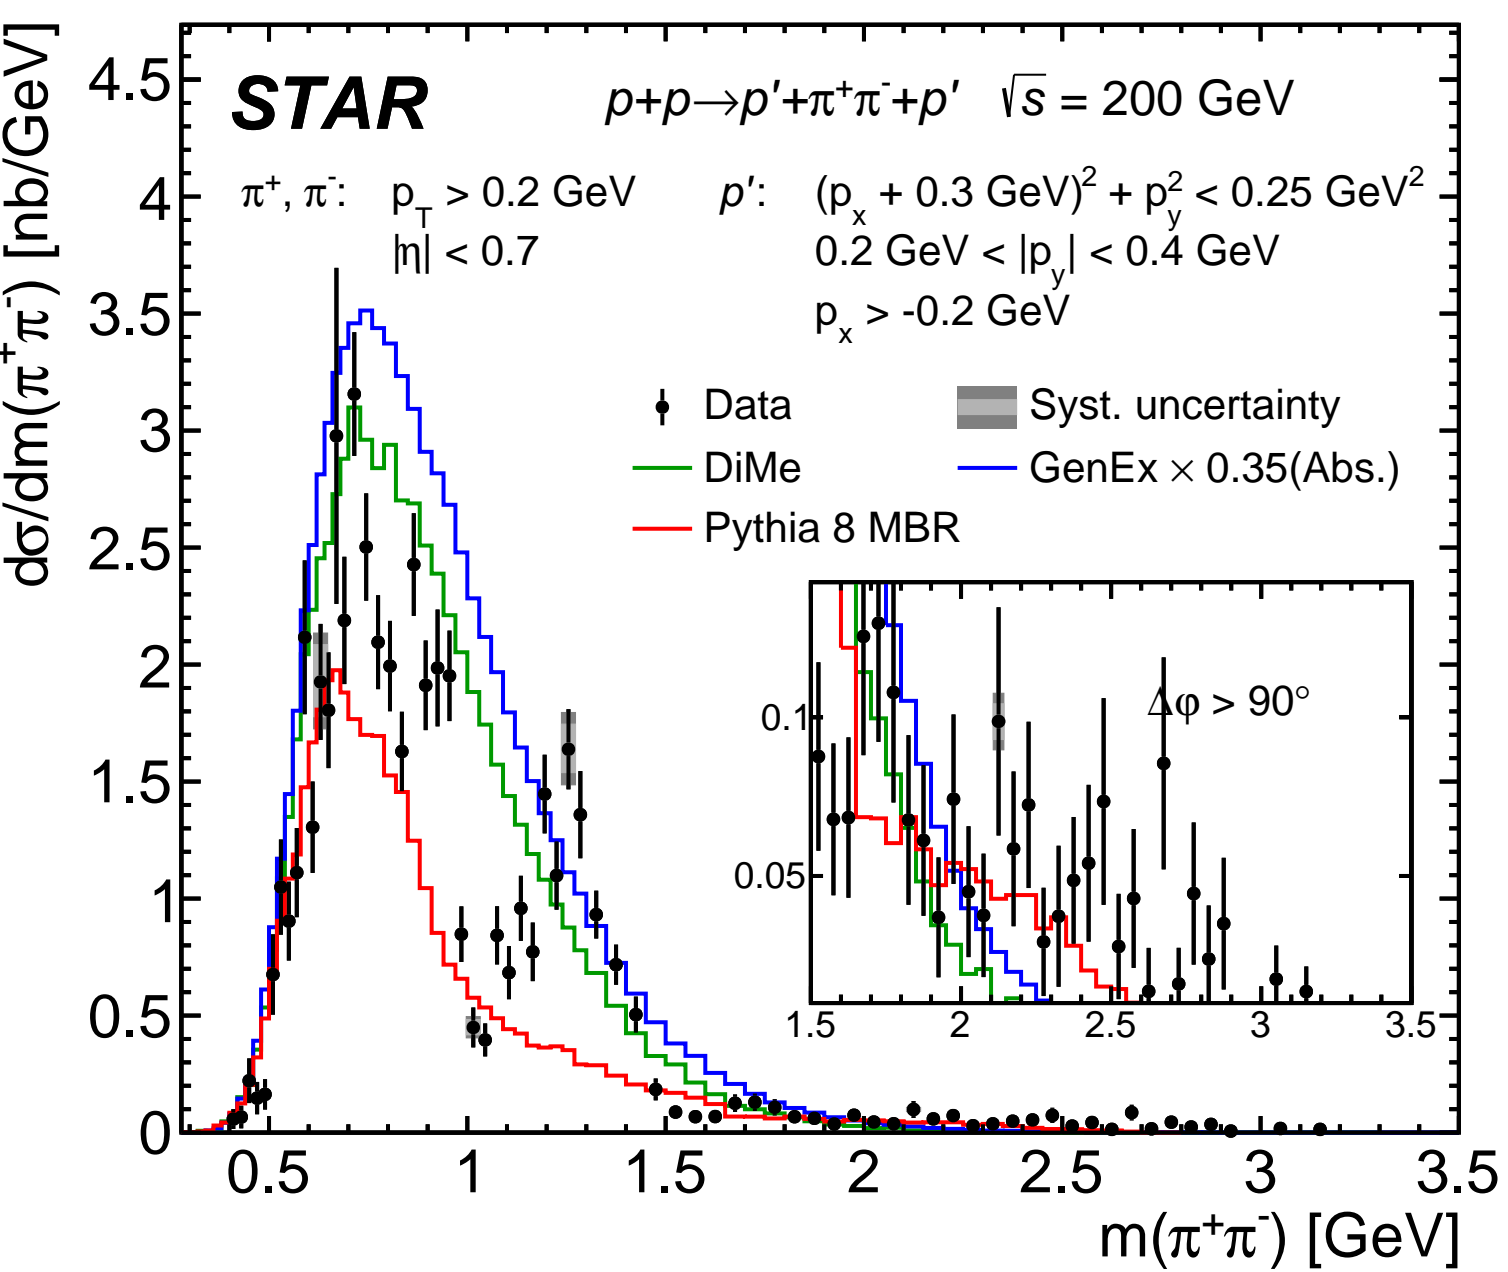 STAR p+p→p′+π⁺π⁻+p′ √s = 200 GeV
π⁺, π⁻: p_T > 0.2 GeV p′: (p_x + 0.3 GeV)² + p_y² < 0.25 GeV²
|η| < 0.7 0.2 GeV < |p_y| < 0.4 GeV
p_x > -0.2 GeV
Data Syst. uncertainty
DiMe GenEx × 0.35(Abs.)
Pythia 8 MBR
dσ/dm(π⁺π⁻) [nb/GeV]
4.5
4
3.5
3
2.5
2
1.5
1
0.5
0
Δφ > 90°
0.1
0.05
1.5 2 2.5 3 3.5
0.5 1 1.5 2 2.5 3 3.5
m(π⁺π⁻) [GeV]